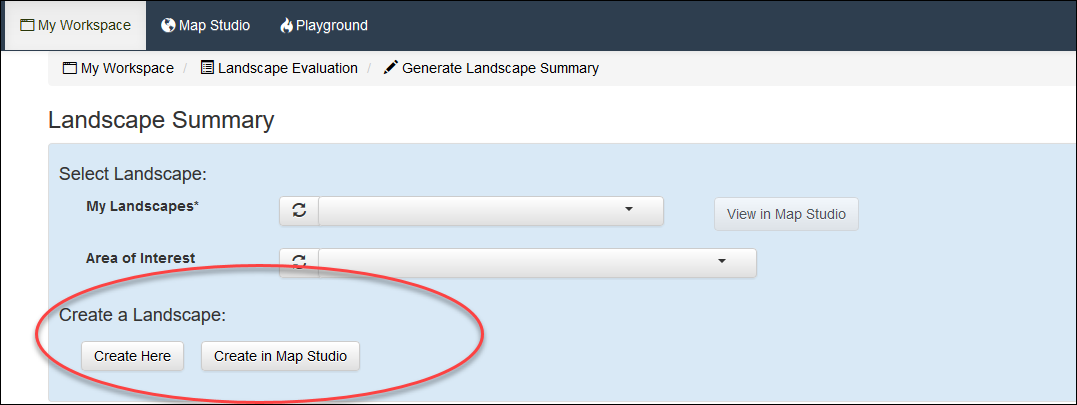 My Workspace Map Studio Playground
My Workspace / Landscape Evaluation / Generate Landscape Summary
Landscape Summary
Select Landscape:
My Landscapes* View in Map Studio
Area of Interest
Create a Landscape:
Create Here Create in Map Studio